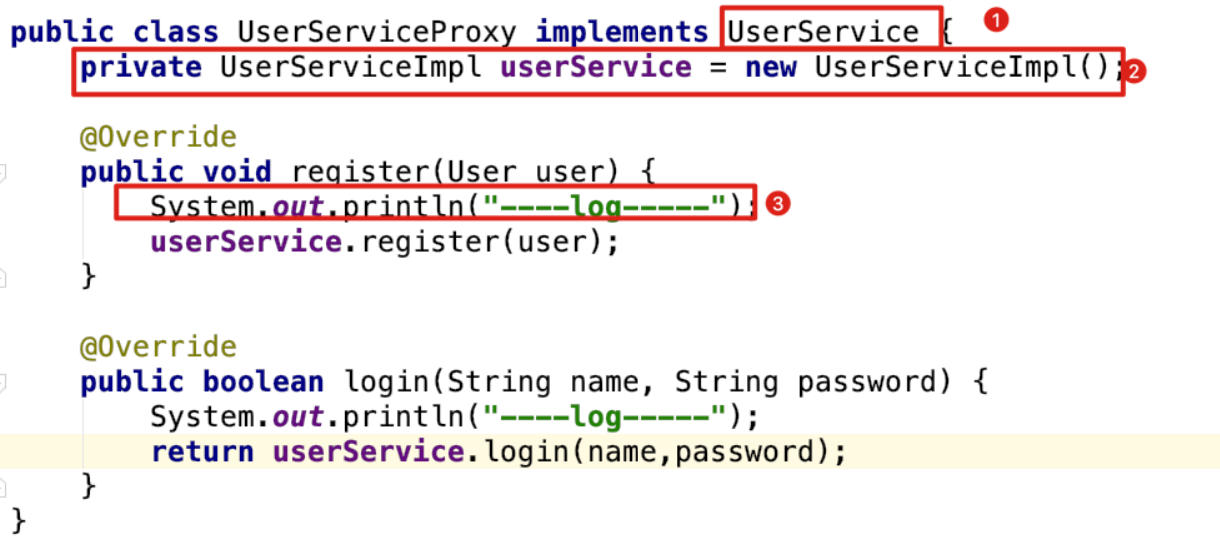 public class UserServiceProxy implements UserService { 1
private UserServiceImpl userService = new UserServiceImpl(); 2
@Override
public void register(User user) {
System.out.println("----log-----"); 3
userService.register(user);
}
@Override
public boolean login(String name, String password) {
System.out.println("----log-----");
return userService.login(name,password);
}
}